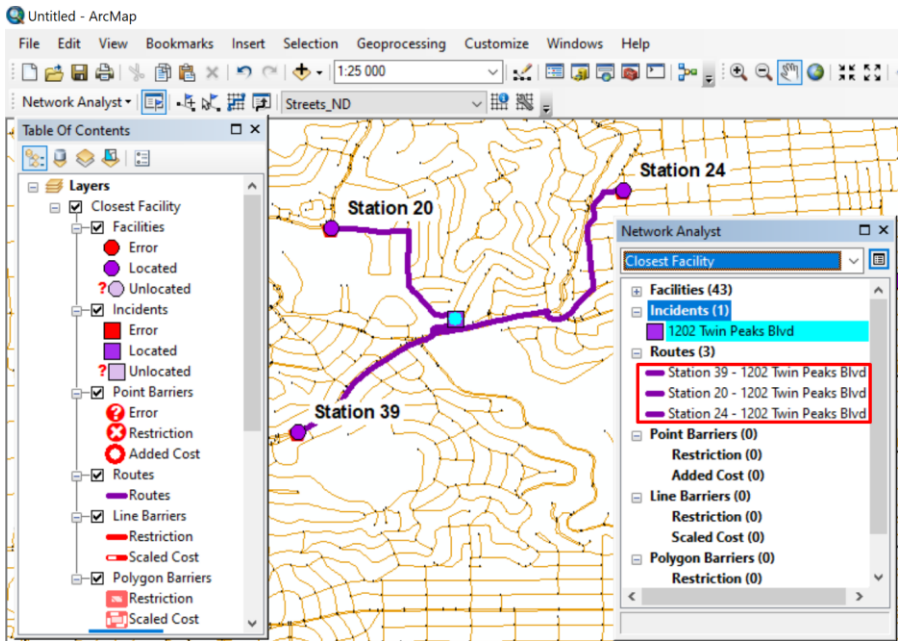 Untitled - ArcMap
File Edit View Bookmarks Insert Selection Geoprocessing Customize Windows Help
1:25 000
Network Analyst Streets_ND
Table Of Contents
Layers
Closest Facility
Facilities
Error
Located
? Unlocated
Incidents
Error
Located
? Unlocated
Point Barriers
? Error
Restriction
Added Cost
Routes
Routes
Line Barriers
Restriction
Scaled Cost
Polygon Barriers
Restriction
Scaled Cost
Station 24
Station 20
Station 39
Network Analyst
Closest Facility
Facilities (43)
Incidents (1)
1202 Twin Peaks Blvd
Routes (3)
Station 39 - 1202 Twin Peaks Blvd
Station 20 - 1202 Twin Peaks Blvd
Station 24 - 1202 Twin Peaks Blvd
Point Barriers (0)
Restriction (0)
Added Cost (0)
Line Barriers (0)
Restriction (0)
Scaled Cost (0)
Polygon Barriers (0)
Restriction (0)